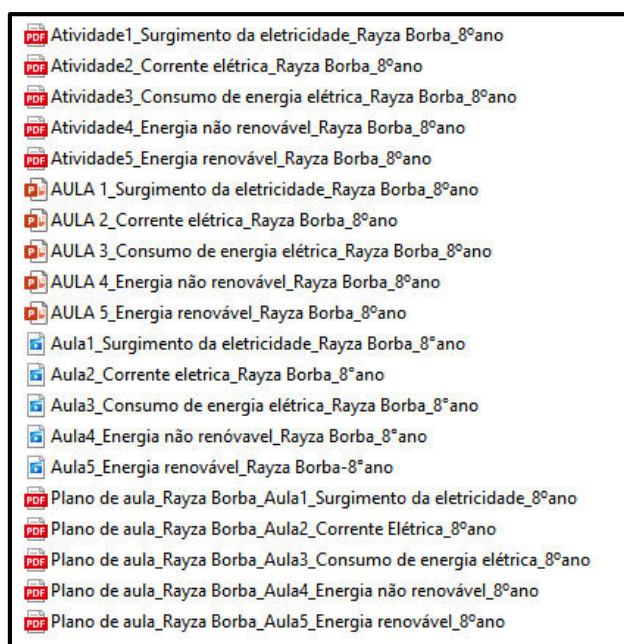 Atividade1_Surgimento da eletricidade_Rayza Borba_8ºano
Atividade2_Corrente elétrica_Rayza Borba_8ºano
Atividade3_Consumo de energia elétrica_Rayza Borba_8ºano
Atividade4_Energia não renovável_Rayza Borba_8ºano
Atividade5_Energia renovável_Rayza Borba_8ºano
AULA 1_Surgimento da eletricidade_Rayza Borba_8ºano
AULA 2_Corrente elétrica_Rayza Borba_8ºano
AULA 3_Consumo de energia elétrica_Rayza Borba_8ºano
AULA 4_Energia não renovável_Rayza Borba_8ºano
AULA 5_Energia renovável_Rayza Borba_8ºano
Aula1_Surgimento da eletricidade_Rayza Borba_8°ano
Aula2_Corrente eletrica_Rayza Borba_8°ano
Aula3_Consumo de energia elétrica_Rayza Borba_8°ano
Aula4_Energia não renóvavel_Rayza Borba_8°ano
Aula5_Energia renovável_Rayza Borba-8°ano
Plano de aula_Rayza Borba_Aula1_Surgimento da eletricidade_8ºano
Plano de aula_Rayza Borba_Aula2_Corrente Elétrica_8ºano
Plano de aula_Rayza Borba_Aula3_Consumo de energia elétrica_8ºano
Plano de aula_Rayza Borba_Aula4_Energia não renovável_8ºano
Plano de aula_Rayza Borba_Aula5_Energia renovável_8ºano